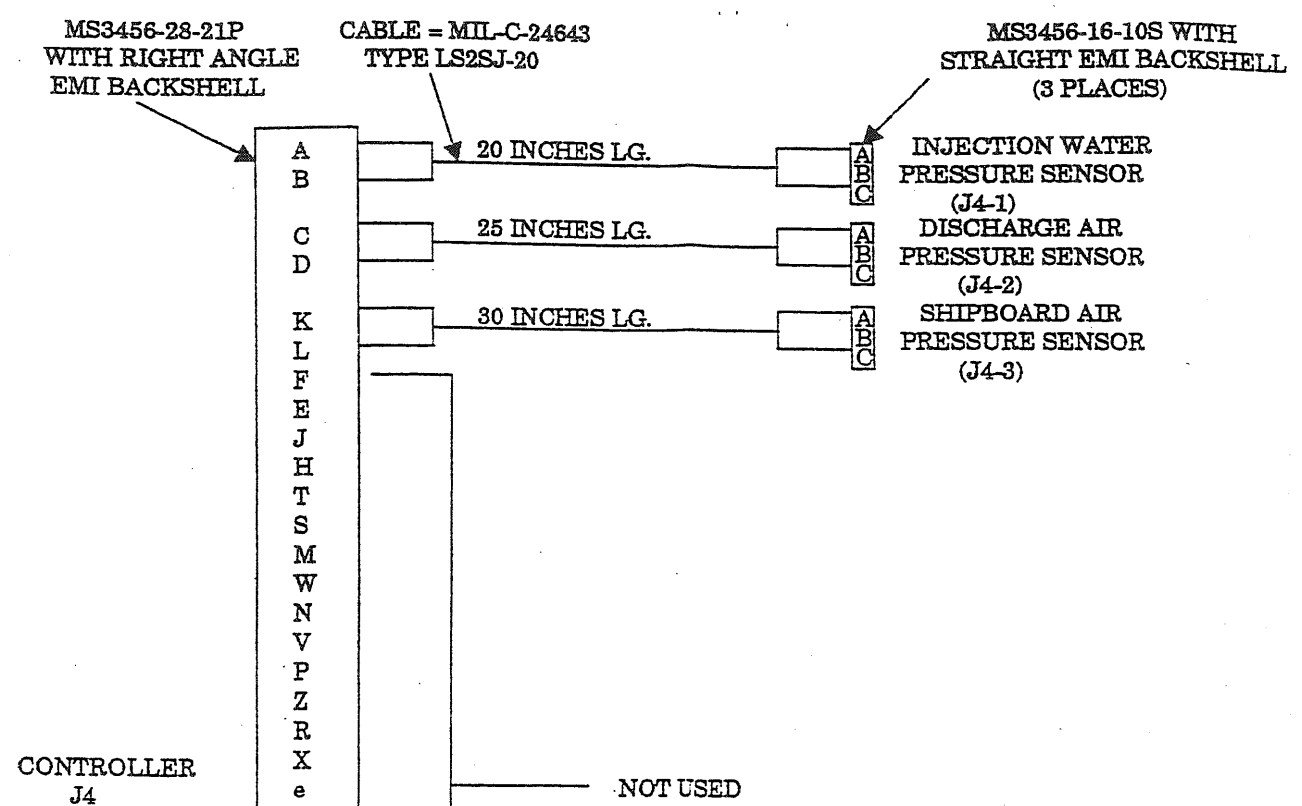 MS3456-28-21P
WITH RIGHT ANGLE
EMI BACKSHELL
CABLE = MIL-C-24643
TYPE LS2SJ-20
MS3456-16-10S WITH
STRAIGHT EMI BACKSHELL
(3 PLACES)
A
B
20 INCHES LG.
A
B
C
INJECTION WATER
PRESSURE SENSOR
(J4-1)
C
D
25 INCHES LG.
A
B
C
DISCHARGE AIR
PRESSURE SENSOR
(J4-2)
K
L
30 INCHES LG.
A
B
C
SHIPBOARD AIR
PRESSURE SENSOR
(J4-3)
F
E
J
H
T
S
M
W
N
V
P
Z
R
X
e
CONTROLLER
J4
NOT USED